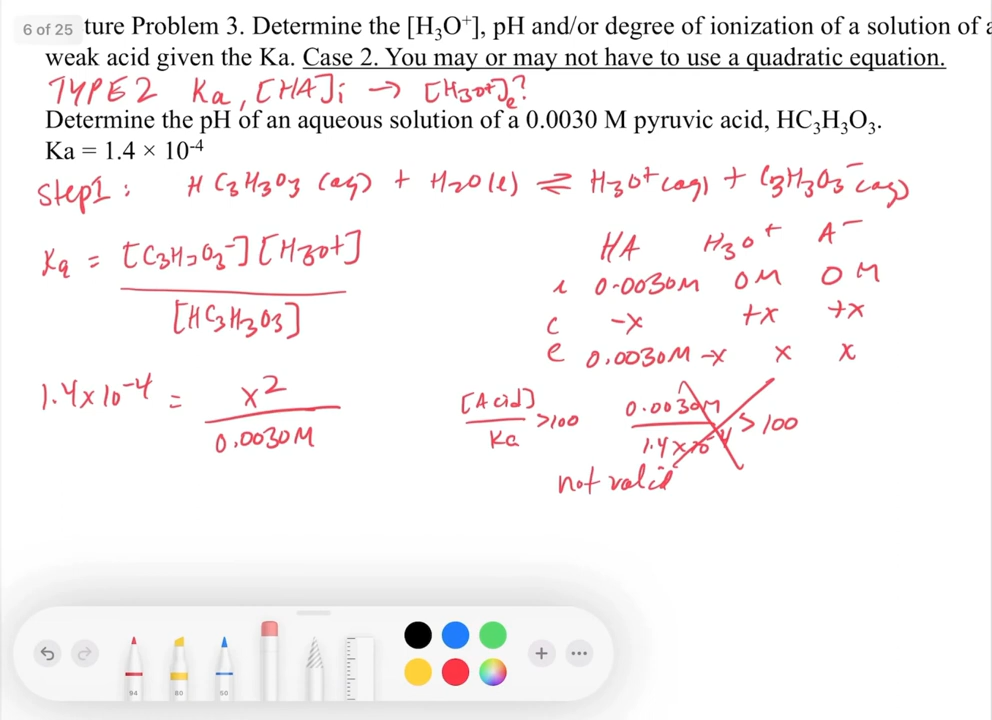 6 of 25
ture Problem 3. Determine the [H₃O⁺], pH and/or degree of ionization of a solution of a
weak acid given the Ka. Case 2. You may or may not have to use a quadratic equation.
TYPE 2 Ka, [HA]i → [H3O+]e?
Determine the pH of an aqueous solution of a 0.0030 M pyruvic acid, HC₃H₃O₃.
Ka = 1.4 × 10⁻⁴
Step1: H C3H3O3 (aq) + H2O(l) ⇌ H3O+(aq) + C3H3O3⁻(aq)
Ka = [C3H3O3⁻][H3O+] / [HC3H3O3]
HA H3O+ A⁻
i 0.0030M 0M 0M
c -x +x +x
e 0.0030M-x x x
1.4x10⁻⁴ = x² / 0.0030M
[Acid] / Ka >100
0.0030M / 1.4x10⁻⁴ > 100
not valid
94 80 50